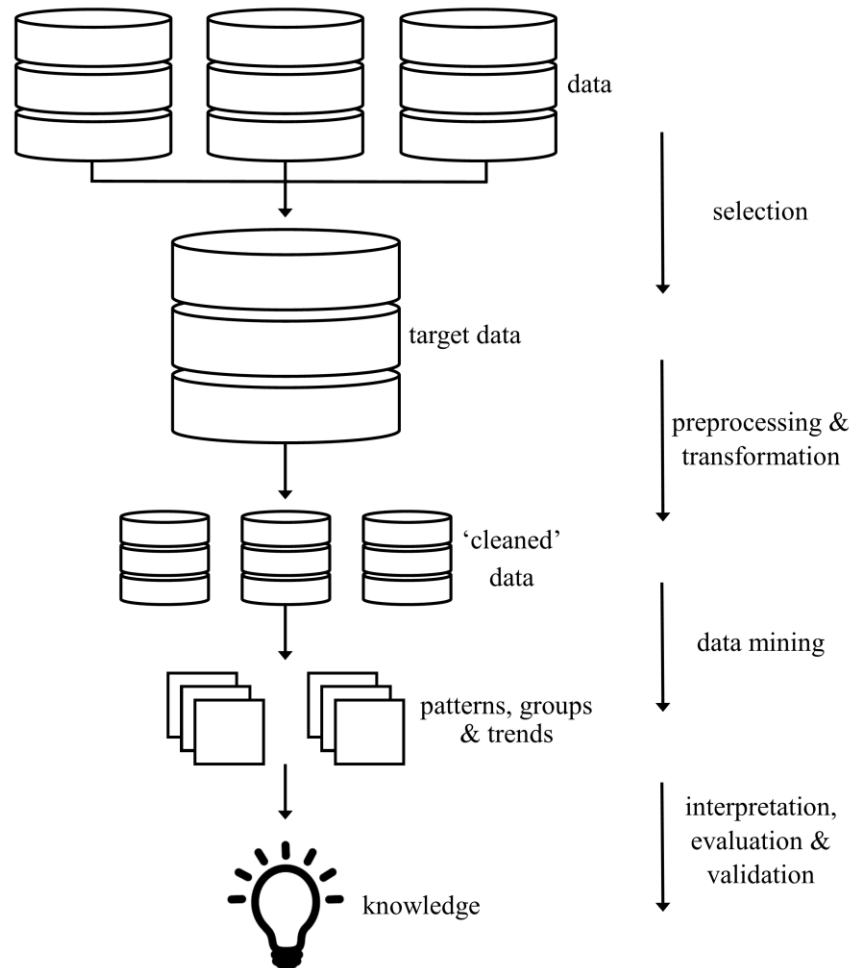 data
selection
target data
preprocessing &
transformation
‘cleaned’
data
data mining
patterns, groups
& trends
interpretation,
evaluation &
validation
knowledge